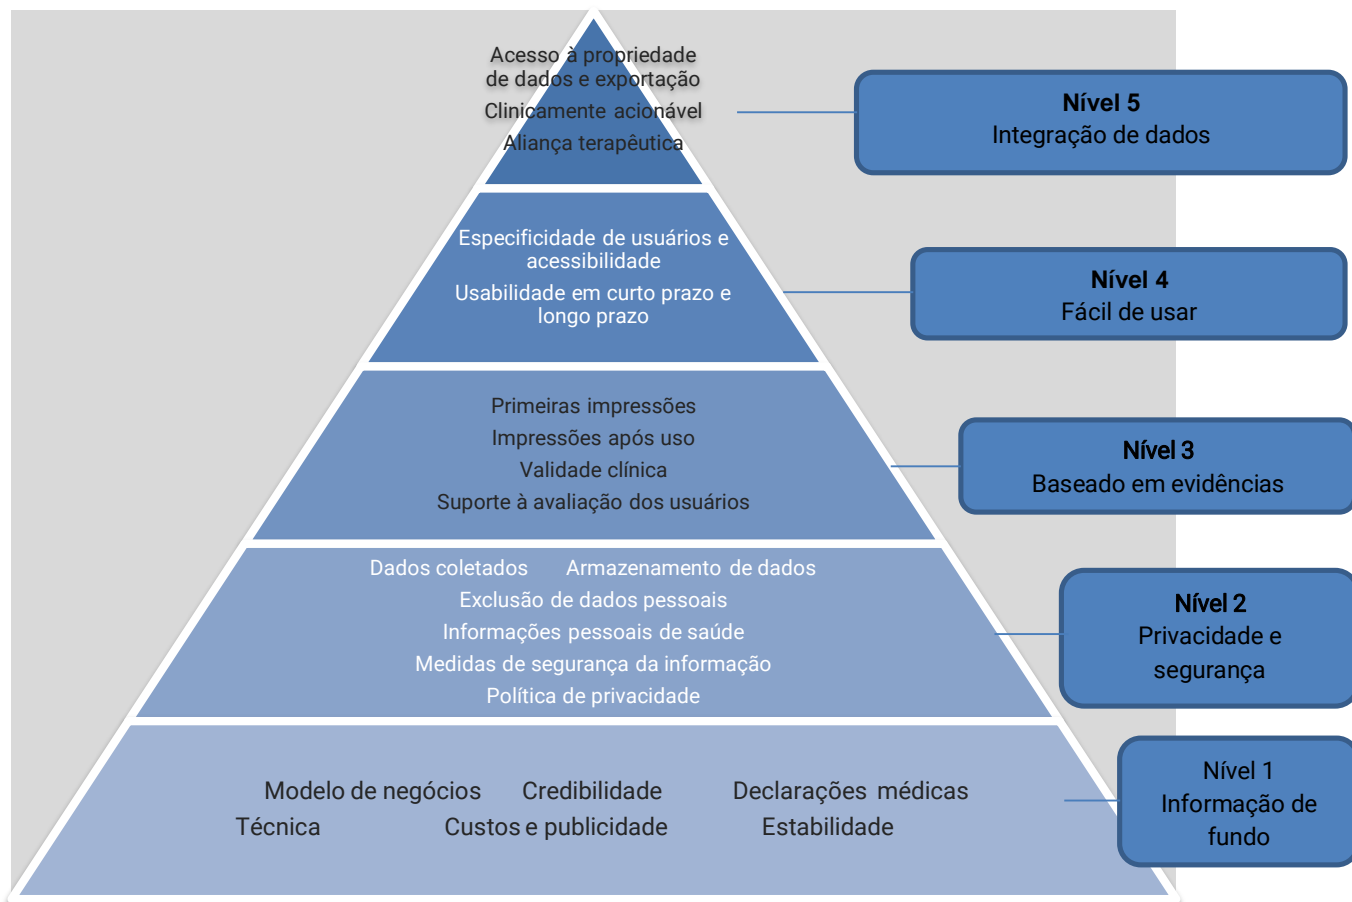 Acesso à propriedade
de dados e exportação
Clinicamente acionável
Aliança terapêutica
Nível 5
Integração de dados
Especificidade de usuários e
acessibilidade
Usabilidade em curto prazo e
longo prazo
Nível 4
Fácil de usar
Primeiras impressões
Impressões após uso
Validade clínica
Suporte à avaliação dos usuários
Nível 3
Baseado em evidências
Dados coletados Armazenamento de dados
Exclusão de dados pessoais
Informações pessoais de saúde
Medidas de segurança da informação
Política de privacidade
Nível 2
Privacidade e
segurança
Modelo de negócios Credibilidade Declarações médicas
Técnica Custos e publicidade Estabilidade
Nível 1
Informação de
fundo